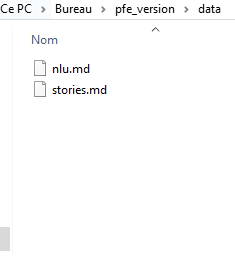 Ce PC > Bureau > pfe_version > data
Nom
nlu.md
stories.md